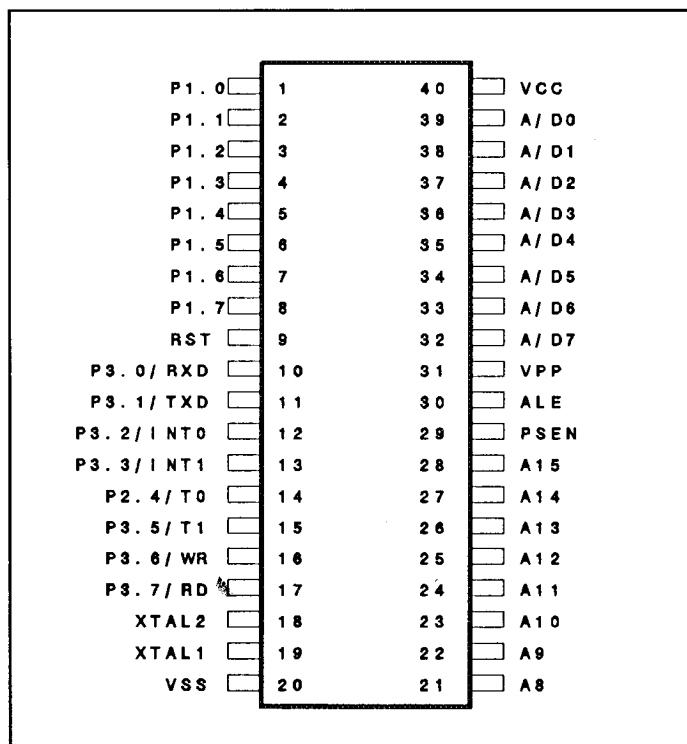 P1.0 1 40 VCC
P1.1 2 39 A/D0
P1.2 3 38 A/D1
P1.3 4 37 A/D2
P1.4 5 36 A/D3
P1.5 6 35 A/D4
P1.6 7 34 A/D5
P1.7 8 33 A/D6
RST 9 32 A/D7
P3.0/RXD 10 31 VPP
P3.1/TXD 11 30 ALE
P3.2/INT0 12 29 PSEN
P3.3/INT1 13 28 A15
P2.4/T0 14 27 A14
P3.5/T1 15 26 A13
P3.6/WR 16 25 A12
P3.7/RD 17 24 A11
XTAL2 18 23 A10
XTAL1 19 22 A9
VSS 20 21 A8